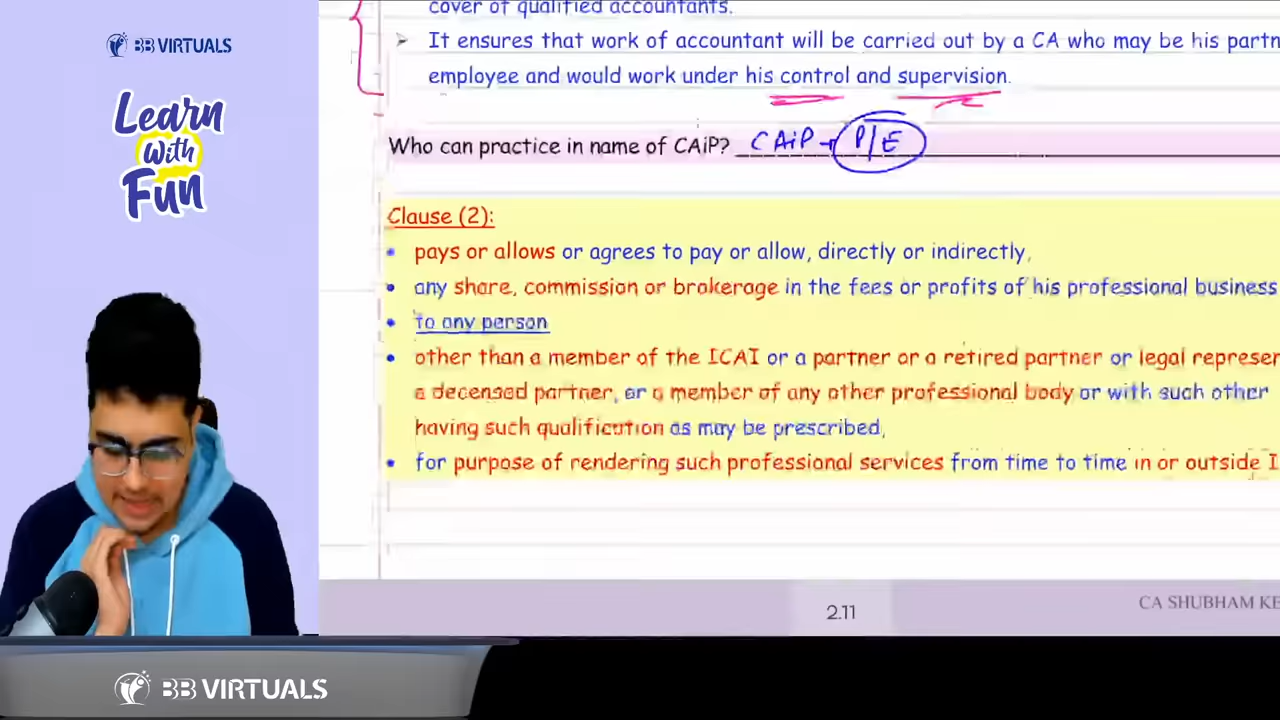 BB VIRTUALS
Learn
With
Fun
cover of qualified accountants.
➢ It ensures that work of accountant will be carried out by a CA who may be his partn
employee and would work under his control and supervision.
Who can practice in name of CAiP? CAiP → P/E
Clause (2):
• pays or allows or agrees to pay or allow, directly or indirectly,
• any share, commission or brokerage in the fees or profits of his professional business
• to any person
• other than a member of the ICAI or a partner or a retired partner or legal represen
a deceased partner, or a member of any other professional body or with such other
having such qualification as may be prescribed,
• for purpose of rendering such professional services from time to time in or outside I
2.11
CA SHUBHAM KE
BB VIRTUALS